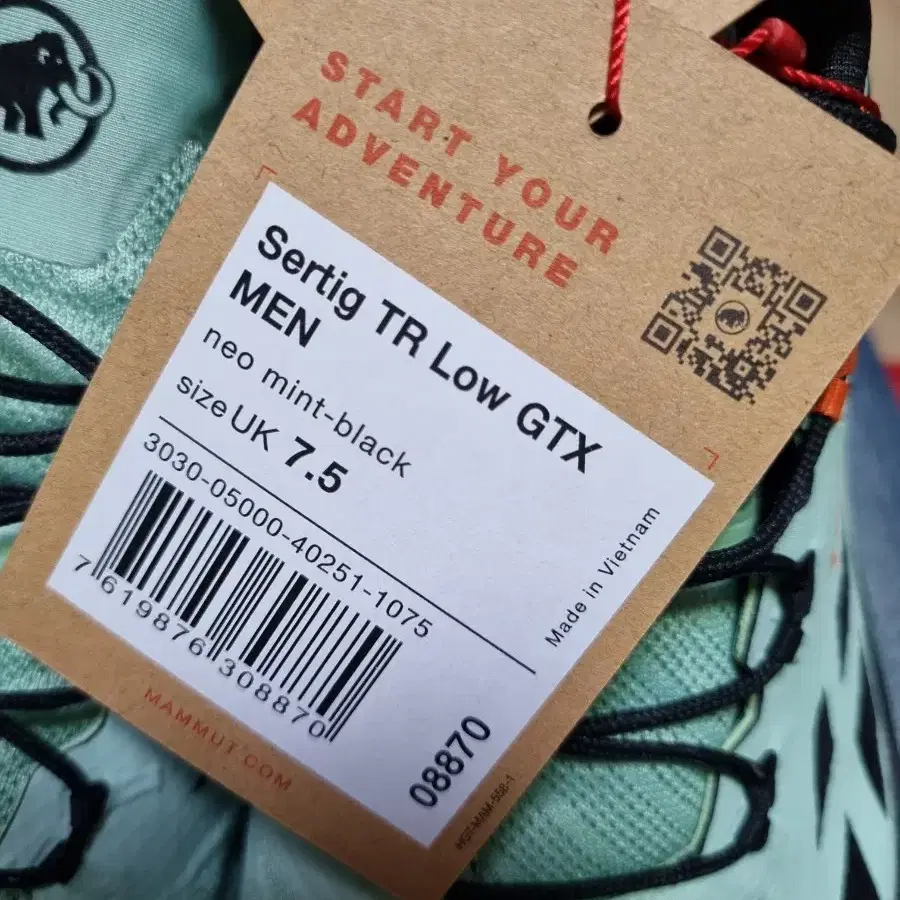 START YOUR
ADVENTURE
Sertig TR Low GTX
MEN
neo mint-black
size UK 7.5
3030-05000-40251-1075
7 619876 308870
Made in Vietnam
08870
MAMMUT.COM